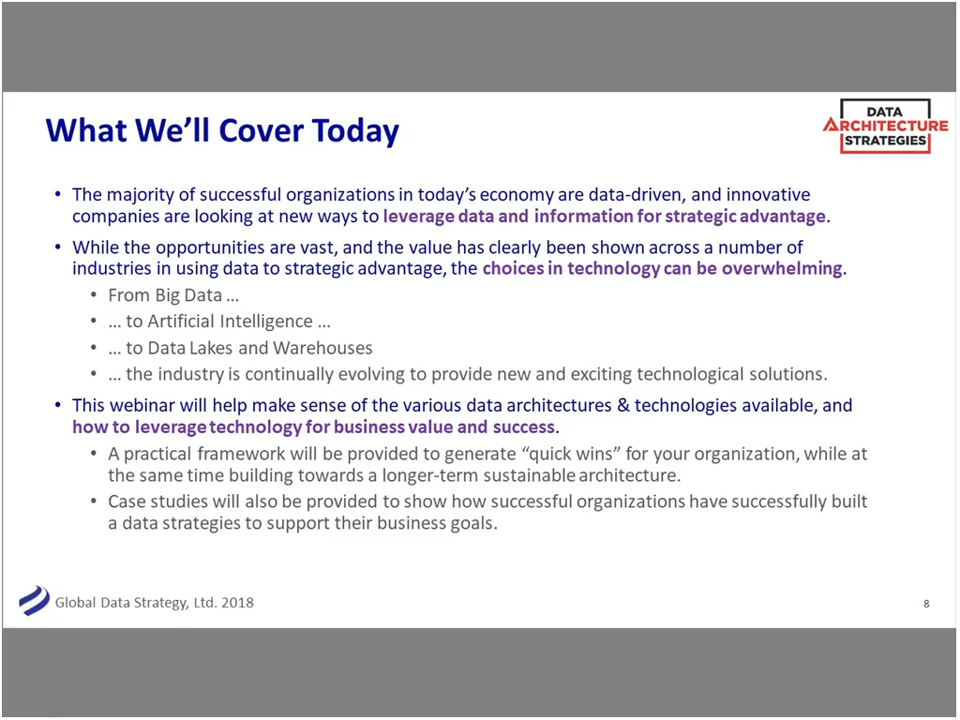 What We'll Cover Today
DATA
ARCHITECTURE
STRATEGIES
• The majority of successful organizations in today's economy are data-driven, and innovative
companies are looking at new ways to leverage data and information for strategic advantage.
• While the opportunities are vast, and the value has clearly been shown across a number of
industries in using data to strategic advantage, the choices in technology can be overwhelming.
• From Big Data …
• … to Artificial Intelligence …
• … to Data Lakes and Warehouses
• … the industry is continually evolving to provide new and exciting technological solutions.
• This webinar will help make sense of the various data architectures & technologies available, and
how to leverage technology for business value and success.
• A practical framework will be provided to generate “quick wins” for your organization, while at
the same time building towards a longer-term sustainable architecture.
• Case studies will also be provided to show how successful organizations have successfully built
a data strategies to support their business goals.
Global Data Strategy, Ltd. 2018
8